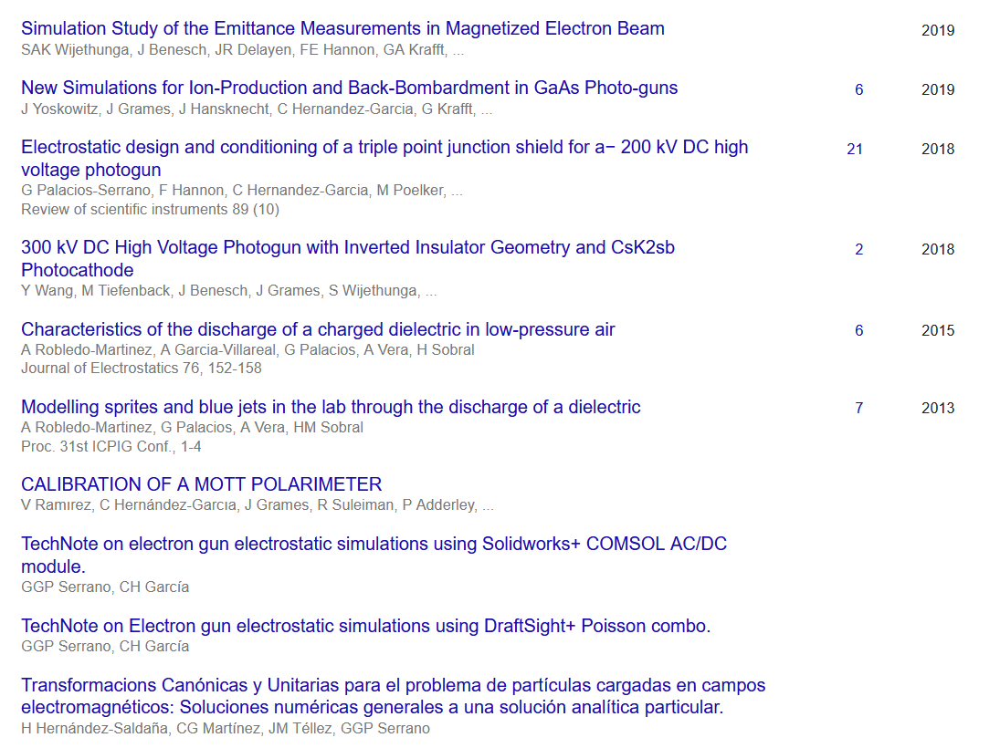 Simulation Study of the Emittance Measurements in Magnetized Electron Beam 2019
SAK Wijethunga, J Benesch, JR Delayen, FE Hannon, GA Krafft, ...
New Simulations for Ion-Production and Back-Bombardment in GaAs Photo-guns 6 2019
J Yoskowitz, J Grames, J Hansknecht, C Hernandez-Garcia, G Krafft, ...
Electrostatic design and conditioning of a triple point junction shield for a− 200 kV DC high 21 2018
voltage photogun
G Palacios-Serrano, F Hannon, C Hernandez-Garcia, M Poelker, ...
Review of scientific instruments 89 (10)
300 kV DC High Voltage Photogun with Inverted Insulator Geometry and CsK2sb 2 2018
Photocathode
Y Wang, M Tiefenback, J Benesch, J Grames, S Wijethunga, ...
Characteristics of the discharge of a charged dielectric in low-pressure air 6 2015
A Robledo-Martinez, A Garcia-Villareal, G Palacios, A Vera, H Sobral
Journal of Electrostatics 76, 152-158
Modelling sprites and blue jets in the lab through the discharge of a dielectric 7 2013
A Robledo-Martinez, G Palacios, A Vera, HM Sobral
Proc. 31st ICPIG Conf., 1-4
CALIBRATION OF A MOTT POLARIMETER
V Ramırez, C Hernández-Garcıa, J Grames, R Suleiman, P Adderley, ...
TechNote on electron gun electrostatic simulations using Solidworks+ COMSOL AC/DC
module.
GGP Serrano, CH García
TechNote on Electron gun electrostatic simulations using DraftSight+ Poisson combo.
GGP Serrano, CH García
Transformacions Canónicas y Unitarias para el problema de partículas cargadas en campos
electromagnéticos: Soluciones numéricas generales a una solución analítica particular.
H Hernández-Saldaña, CG Martínez, JM Téllez, GGP Serrano